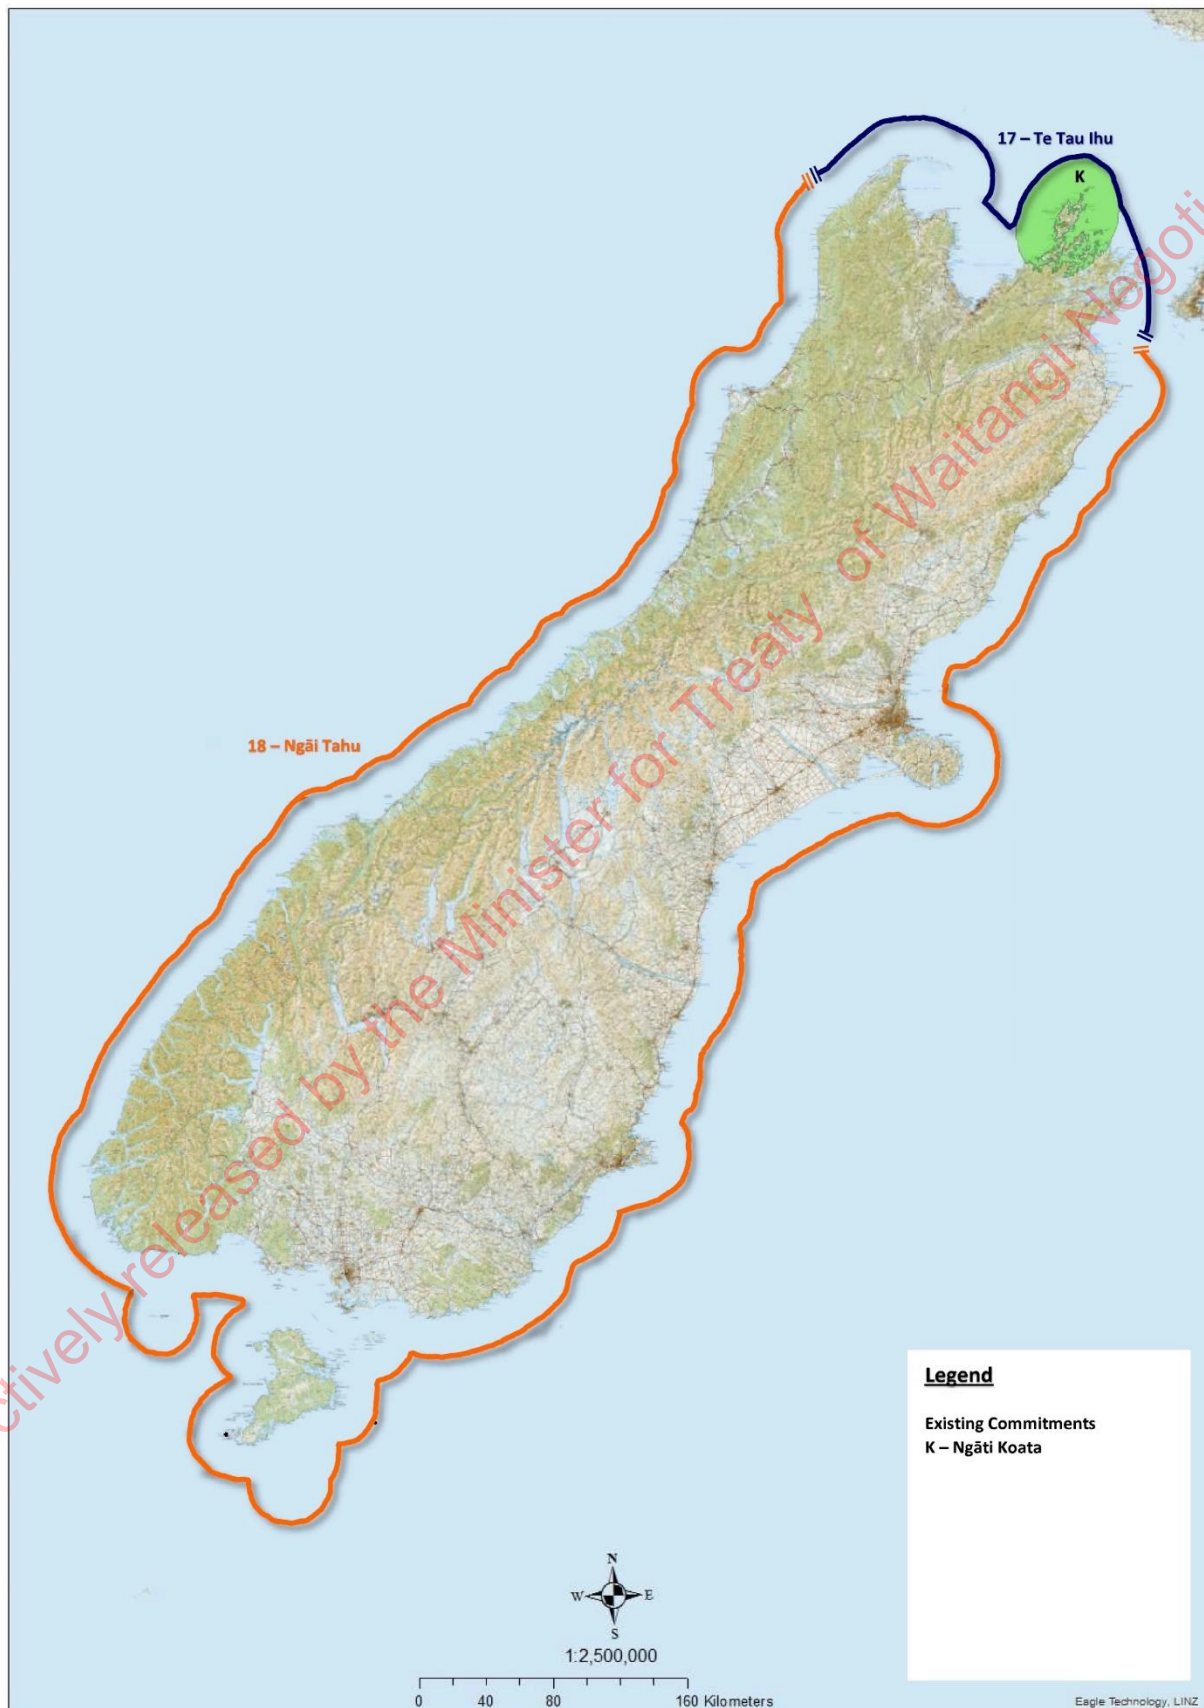 17 – Te Tau Ihu
K
18 – Ngāi Tahu
ctively released by the Minister for Treaty of Waitangi Negoti
Legend
Existing Commitments
K – Ngāti Koata
N
W E
S
1:2,500,000
0 40 80 160 Kilometers
Eagle Technology, LINZ